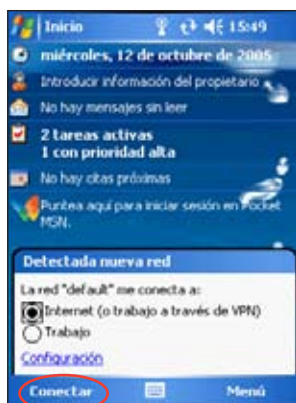 Inicio 15:49
miércoles, 12 de octubre de 2005
Introducir información del propietario
No hay mensajes sin leer
2 tareas activas
1 con prioridad alta
No hay citas próximas
Puntea aquí para iniciar sesión en Pocket
MSN.
Detectada nueva red
La red "default" me conecta a:
Internet (o trabajo a través de VPN)
Trabajo
Configuración
Conectar Menú